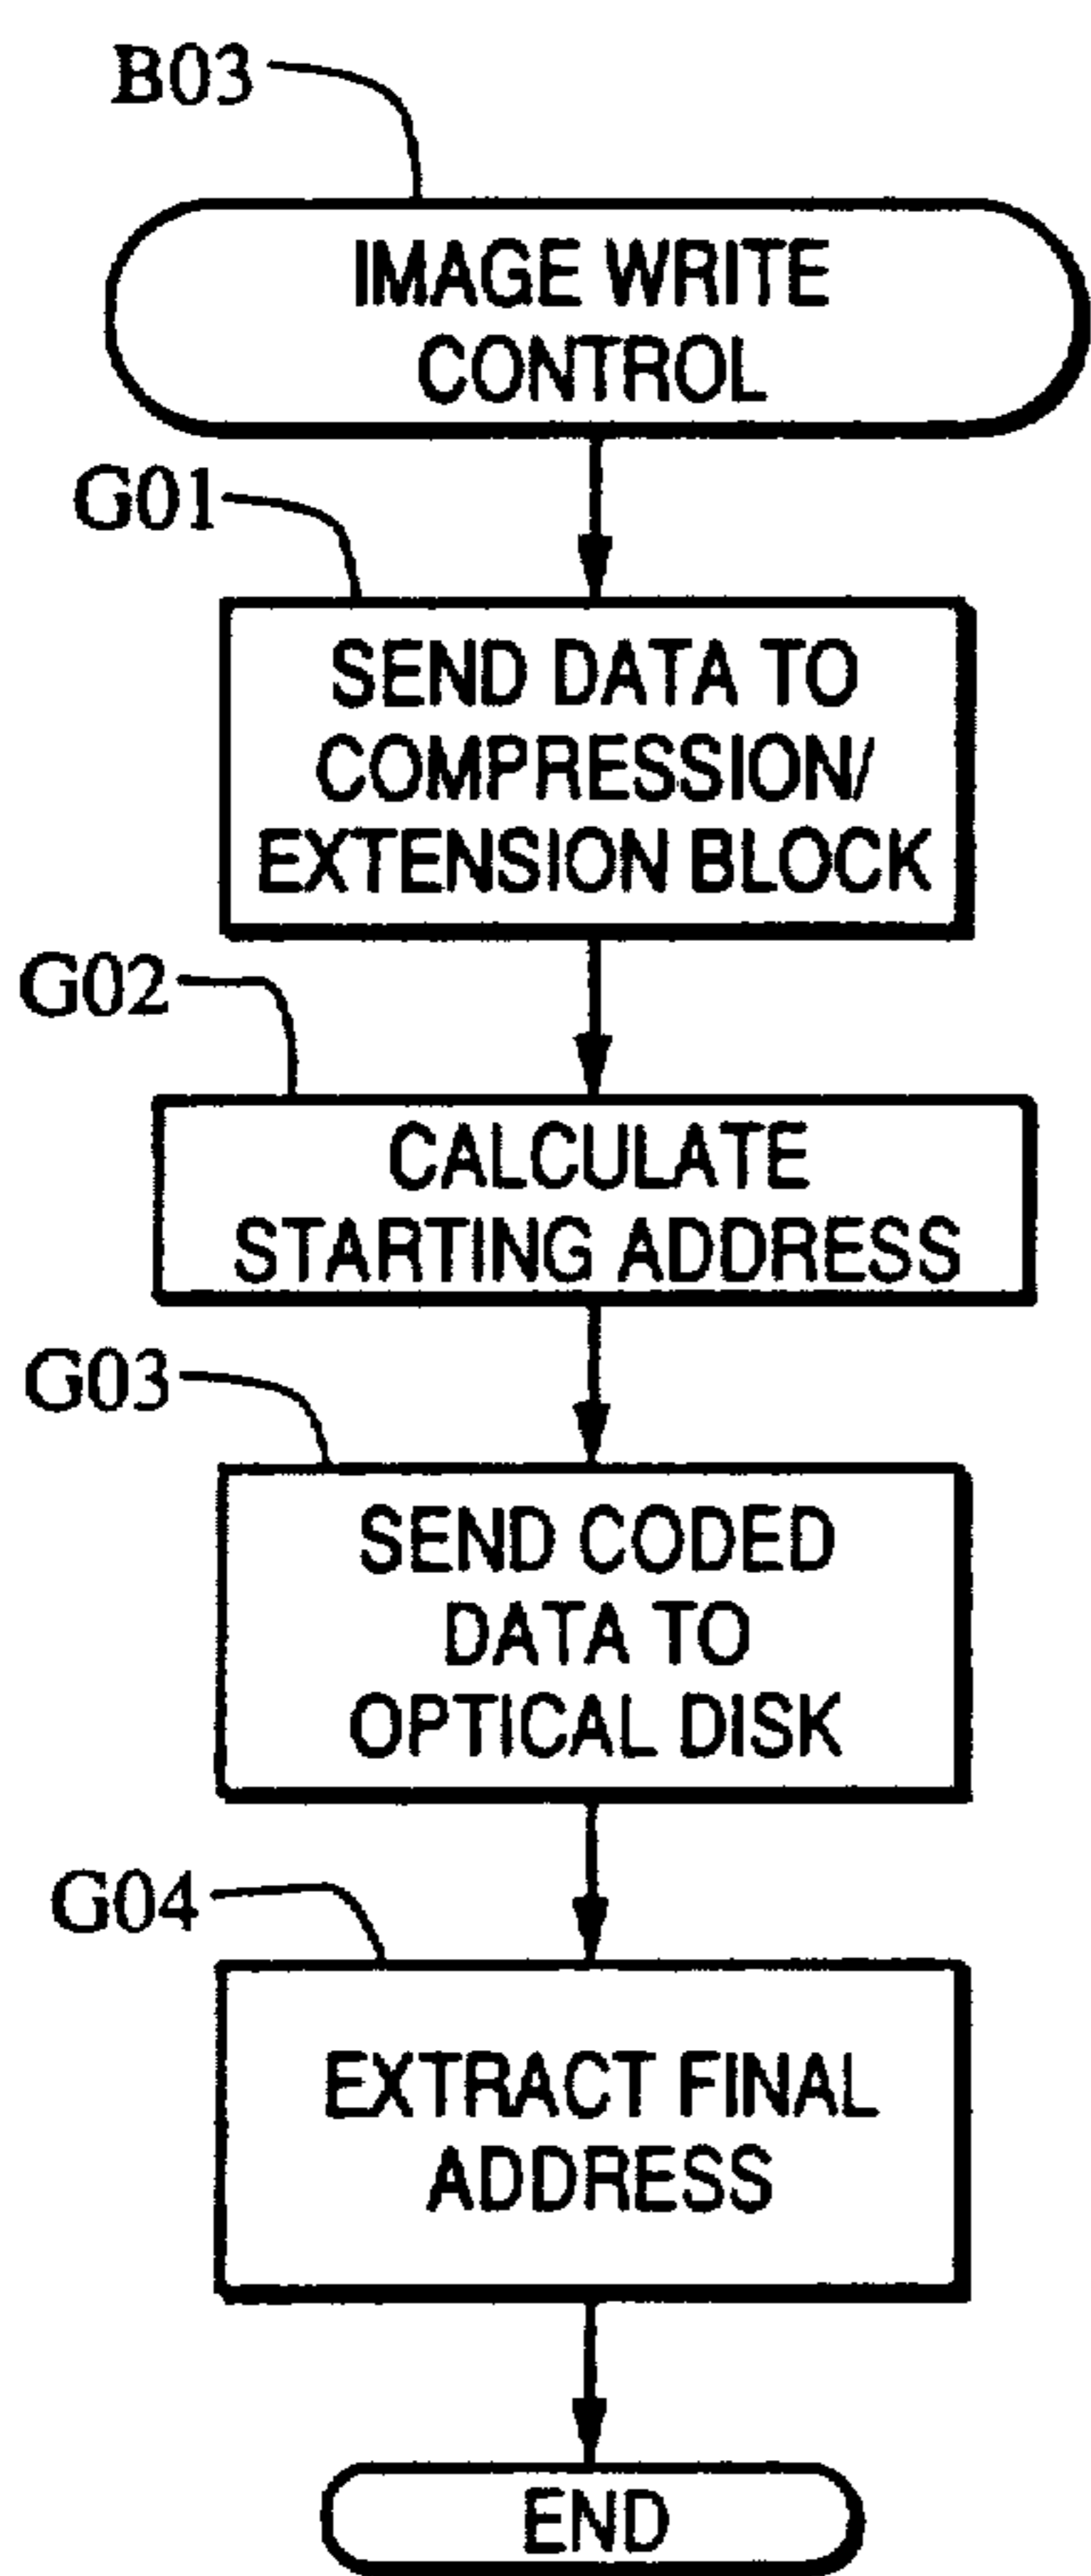 B03
IMAGE WRITE
CONTROL
G01
SEND DATA TO
COMPRESSION/
EXTENSION BLOCK
G02
CALCULATE
STARTING ADDRESS
G03
SEND CODED
DATA TO
OPTICAL DISK
G04
EXTRACT FINAL
ADDRESS
END